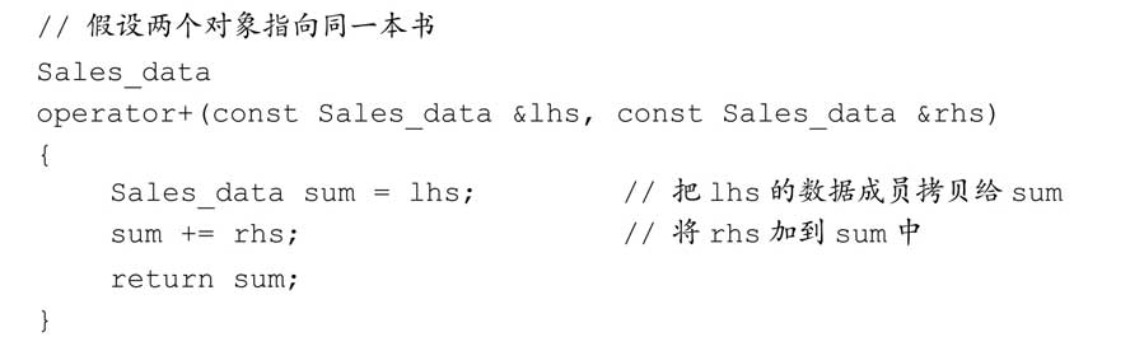 // 假设两个对象指向同一本书
Sales_data
operator+(const Sales_data &lhs, const Sales_data &rhs)
{
    Sales_data sum = lhs;        // 把 lhs 的数据成员拷贝给 sum
    sum += rhs;                  // 将 rhs 加到 sum 中
    return sum;
}